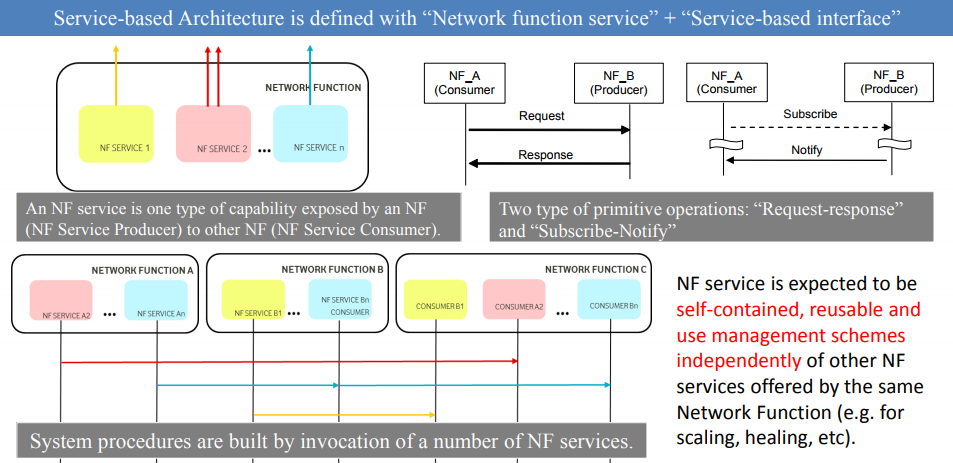 Service-based Architecture is defined with “Network function service” + “Service-based interface”
NETWORK FUNCTION
NF SERVICE 1
NF SERVICE 2
...
NF SERVICE n
An NF service is one type of capability exposed by an NF
(NF Service Producer) to other NF (NF Service Consumer).
NF_A
(Consumer
NF_B
(Producer)
Request
Response
NF_A
(Consumer
NF_B
(Producer)
Subscribe
Notify
Two type of primitive operations: “Request-response”
and “Subscribe-Notify”
NETWORK FUNCTION A
NF SERVICE A2
...
NF SERVICE An
NETWORK FUNCTION B
NF SERVICE B1
...
NF SERVICE Bn
CONSUMER
NETWORK FUNCTION C
CONSUMER B1
CONSUMER A2
...
CONSUMER Bn
System procedures are built by invocation of a number of NF services.
NF service is expected to be
self-contained, reusable and
use management schemes
independently of other NF
services offered by the same
Network Function (e.g. for
scaling, healing, etc).